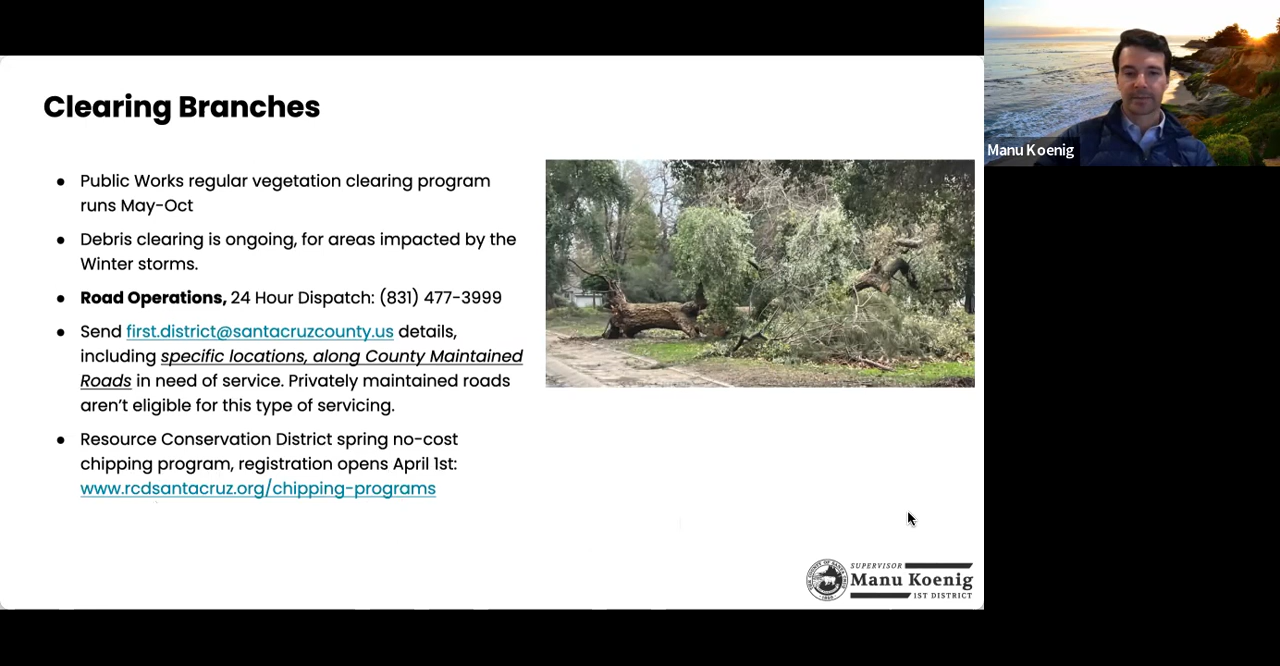 Clearing Branches
● Public Works regular vegetation clearing program
runs May-Oct
● Debris clearing is ongoing, for areas impacted by the
Winter storms.
● Road Operations, 24 Hour Dispatch: (831) 477-3999
● Send first.district@santacruzcounty.us details,
including specific locations, along County Maintained
Roads in need of service. Privately maintained roads
aren't eligible for this type of servicing.
● Resource Conservation District spring no-cost
chipping program, registration opens April 1st:
www.rcdsantacruz.org/chipping-programs
SUPERVISOR
Manu Koenig
1ST DISTRICT
Manu Koenig